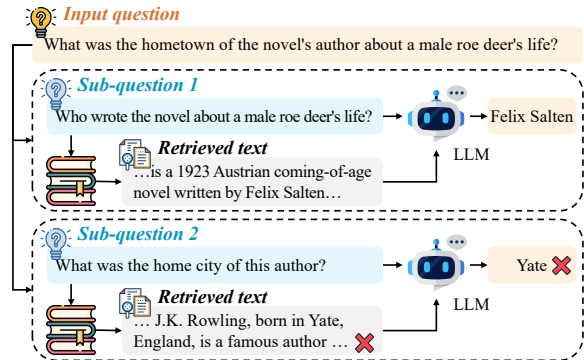 Input question
What was the hometown of the novel's author about a male roe deer's life?
Sub-question 1
Who wrote the novel about a male roe deer's life?
Felix Salten
LLM
Retrieved text
…is a 1923 Austrian coming-of-age
novel written by Felix Salten…
Sub-question 2
What was the home city of this author?
Yate
LLM
Retrieved text
… J.K. Rowling, born in Yate,
England, is a famous author …